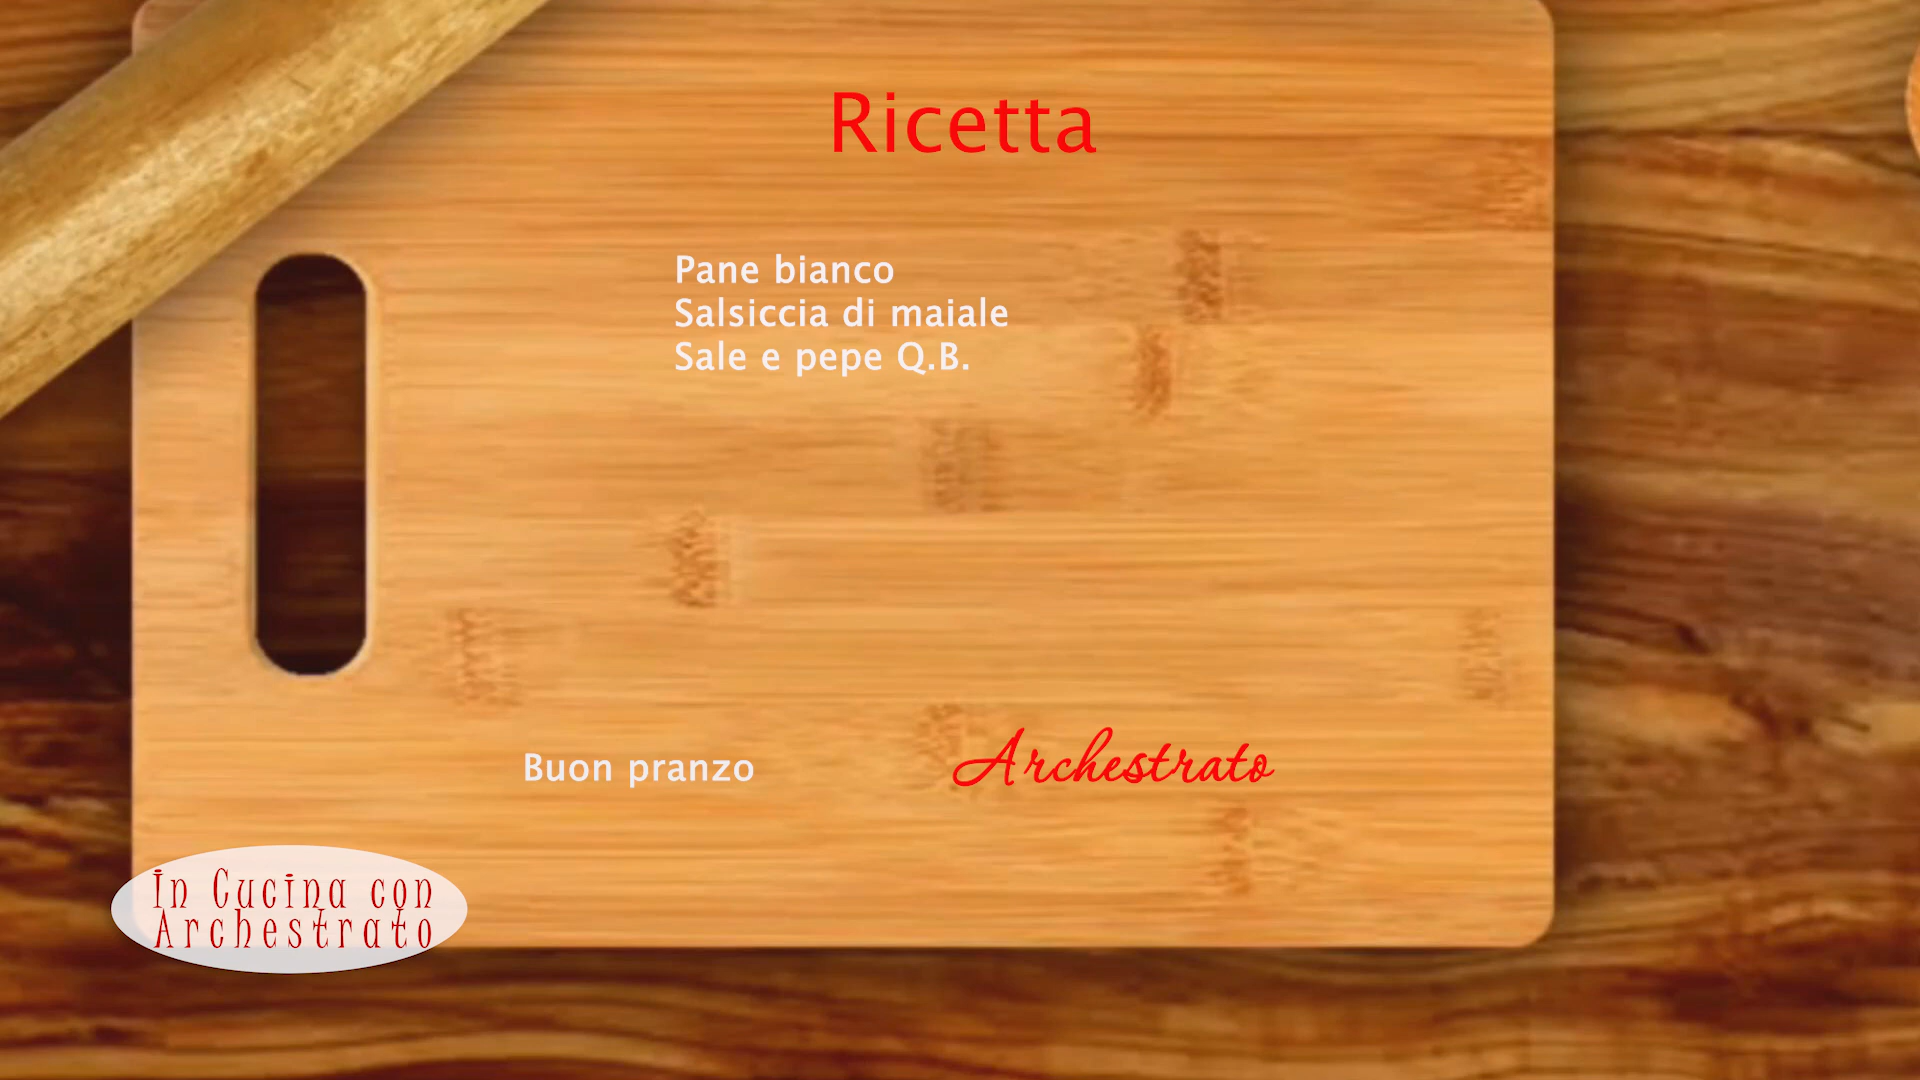 Ricetta
Pane bianco
Salsiccia di maiale
Sale e pepe Q.B.
Buon pranzo
Archestrato
In Cucina con
Archestrato